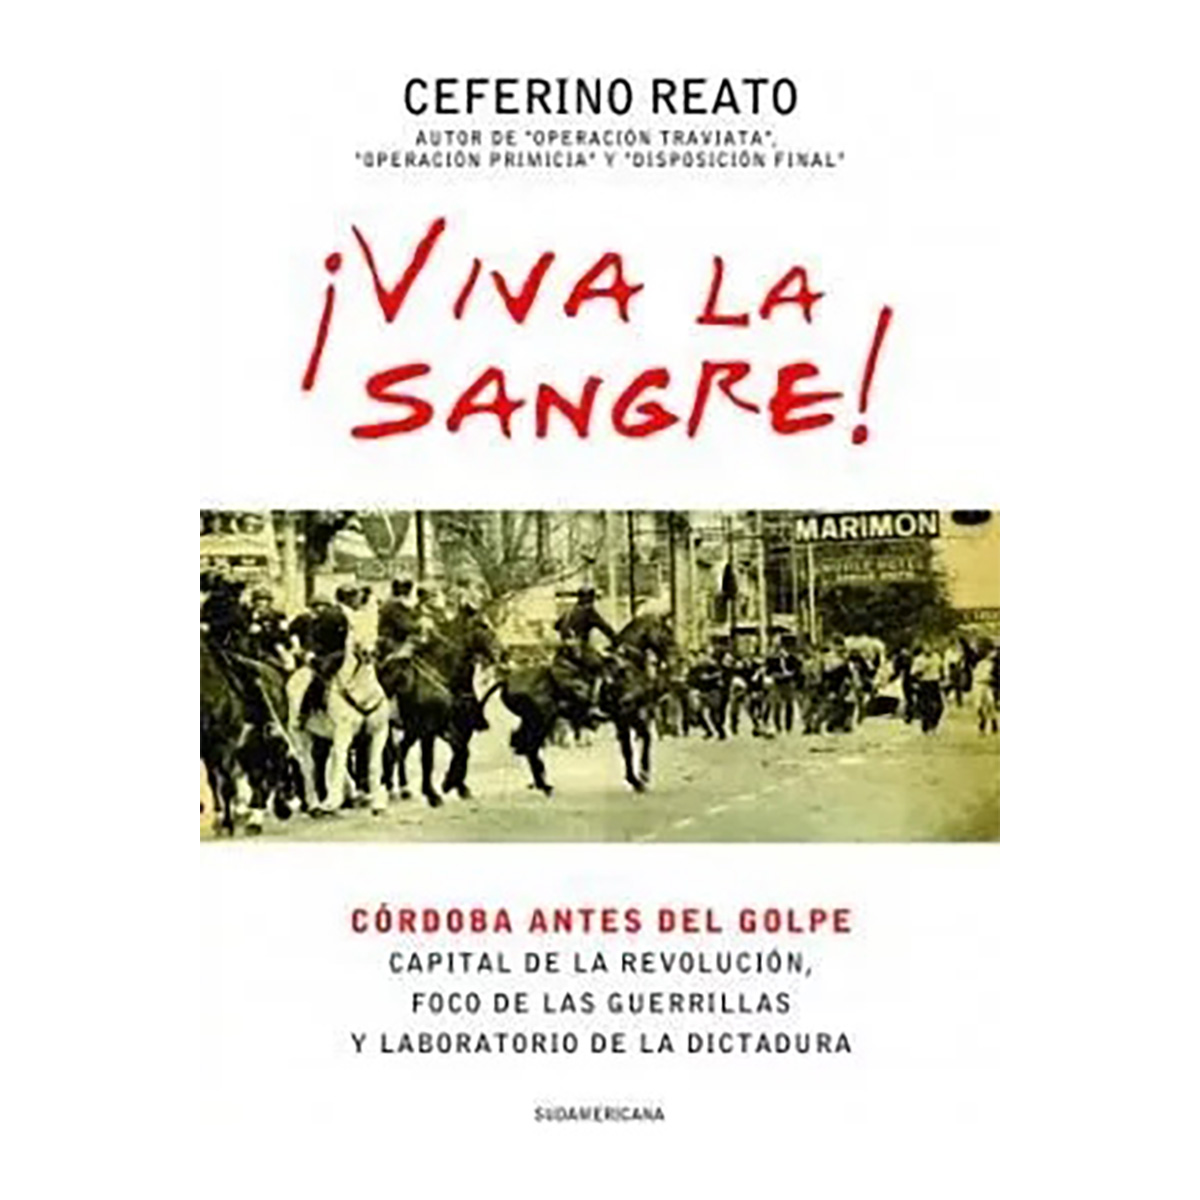 CEFERINO REATO
AUTOR DE "OPERACIÓN TRAVIATA",
"OPERACIÓN PRIMICIA" Y "DISPOSICIÓN FINAL"
¡VIVA LA
SANGRE!
MARIMON
CÓRDOBA ANTES DEL GOLPE
CAPITAL DE LA REVOLUCIÓN,
FOCO DE LAS GUERRILLAS
Y LABORATORIO DE LA DICTADURA
SUDAMERICANA